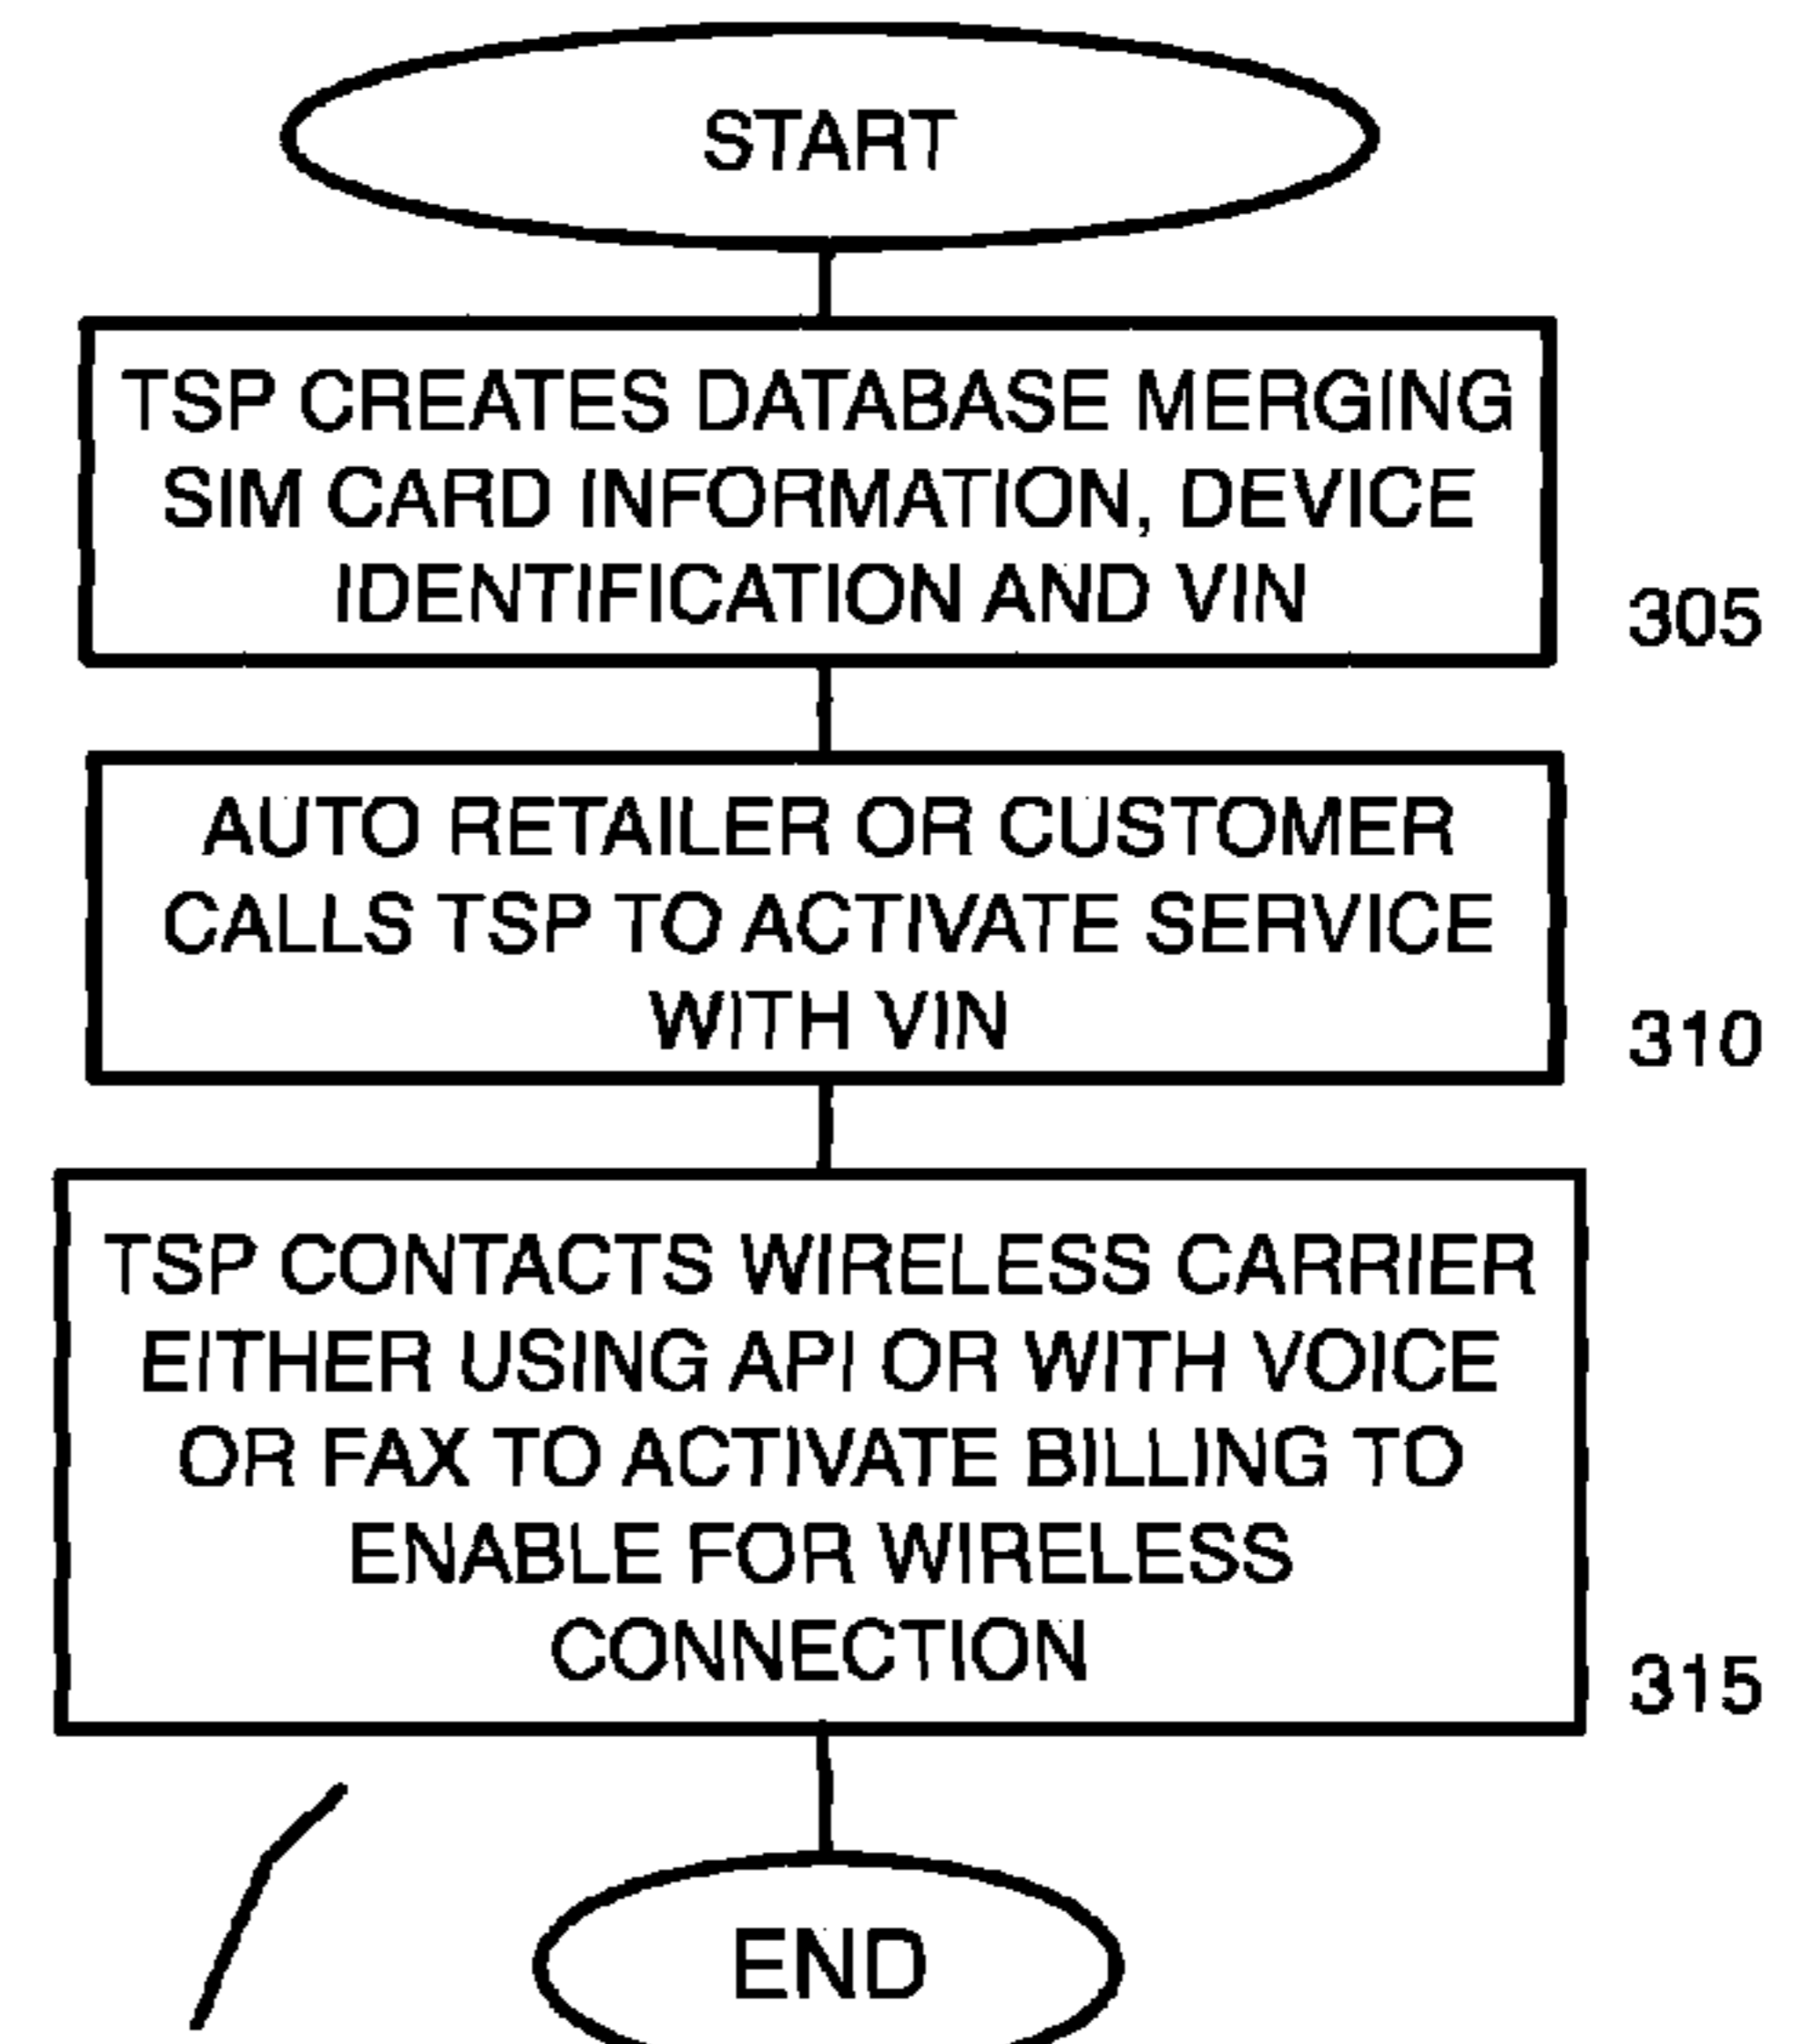 START
TSP CREATES DATABASE MERGING
SIM CARD INFORMATION, DEVICE
IDENTIFICATION AND VIN
305
AUTO RETAILER OR CUSTOMER
CALLS TSP TO ACTIVATE SERVICE
WITH VIN
310
TSP CONTACTS WIRELESS CARRIER
EITHER USING API OR WITH VOICE
OR FAX TO ACTIVATE BILLING TO
ENABLE FOR WIRELESS
CONNECTION
315
END